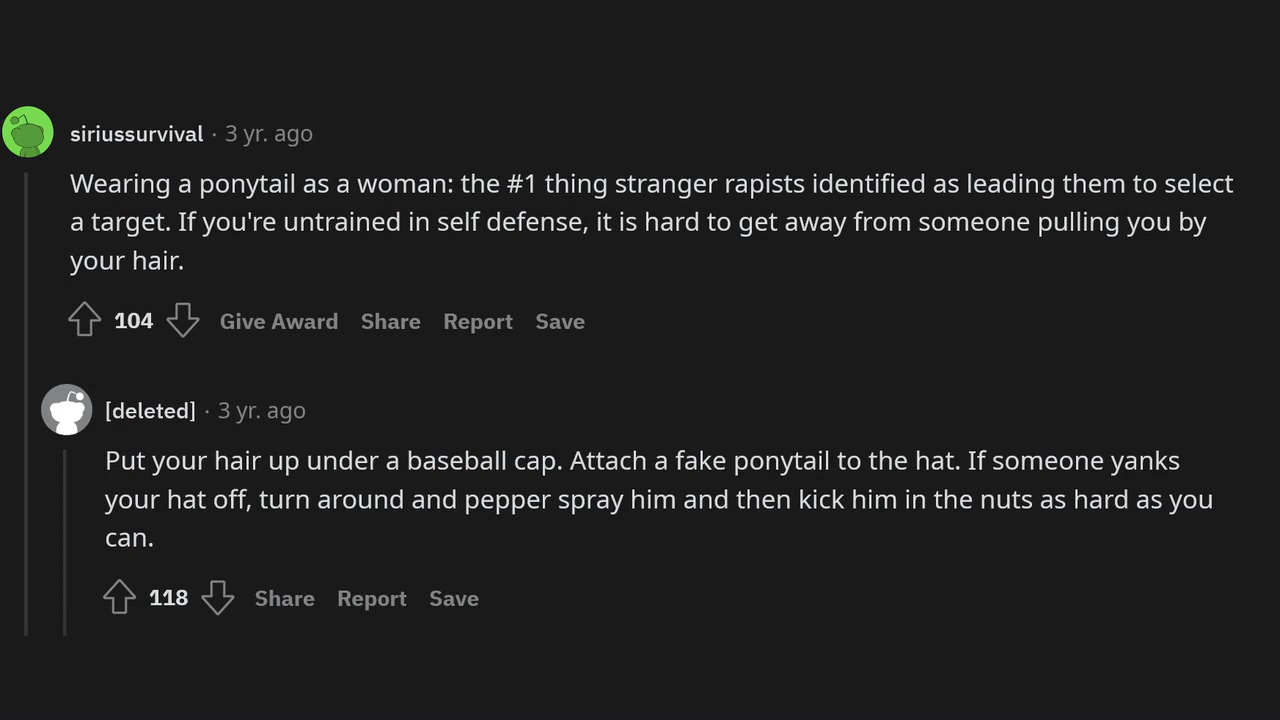 siriussurvival · 3 yr. ago
Wearing a ponytail as a woman: the #1 thing stranger rapists identified as leading them to select
a target. If you're untrained in self defense, it is hard to get away from someone pulling you by
your hair.
104 Give Award Share Report Save
[deleted] · 3 yr. ago
Put your hair up under a baseball cap. Attach a fake ponytail to the hat. If someone yanks
your hat off, turn around and pepper spray him and then kick him in the nuts as hard as you
can.
118 Share Report Save